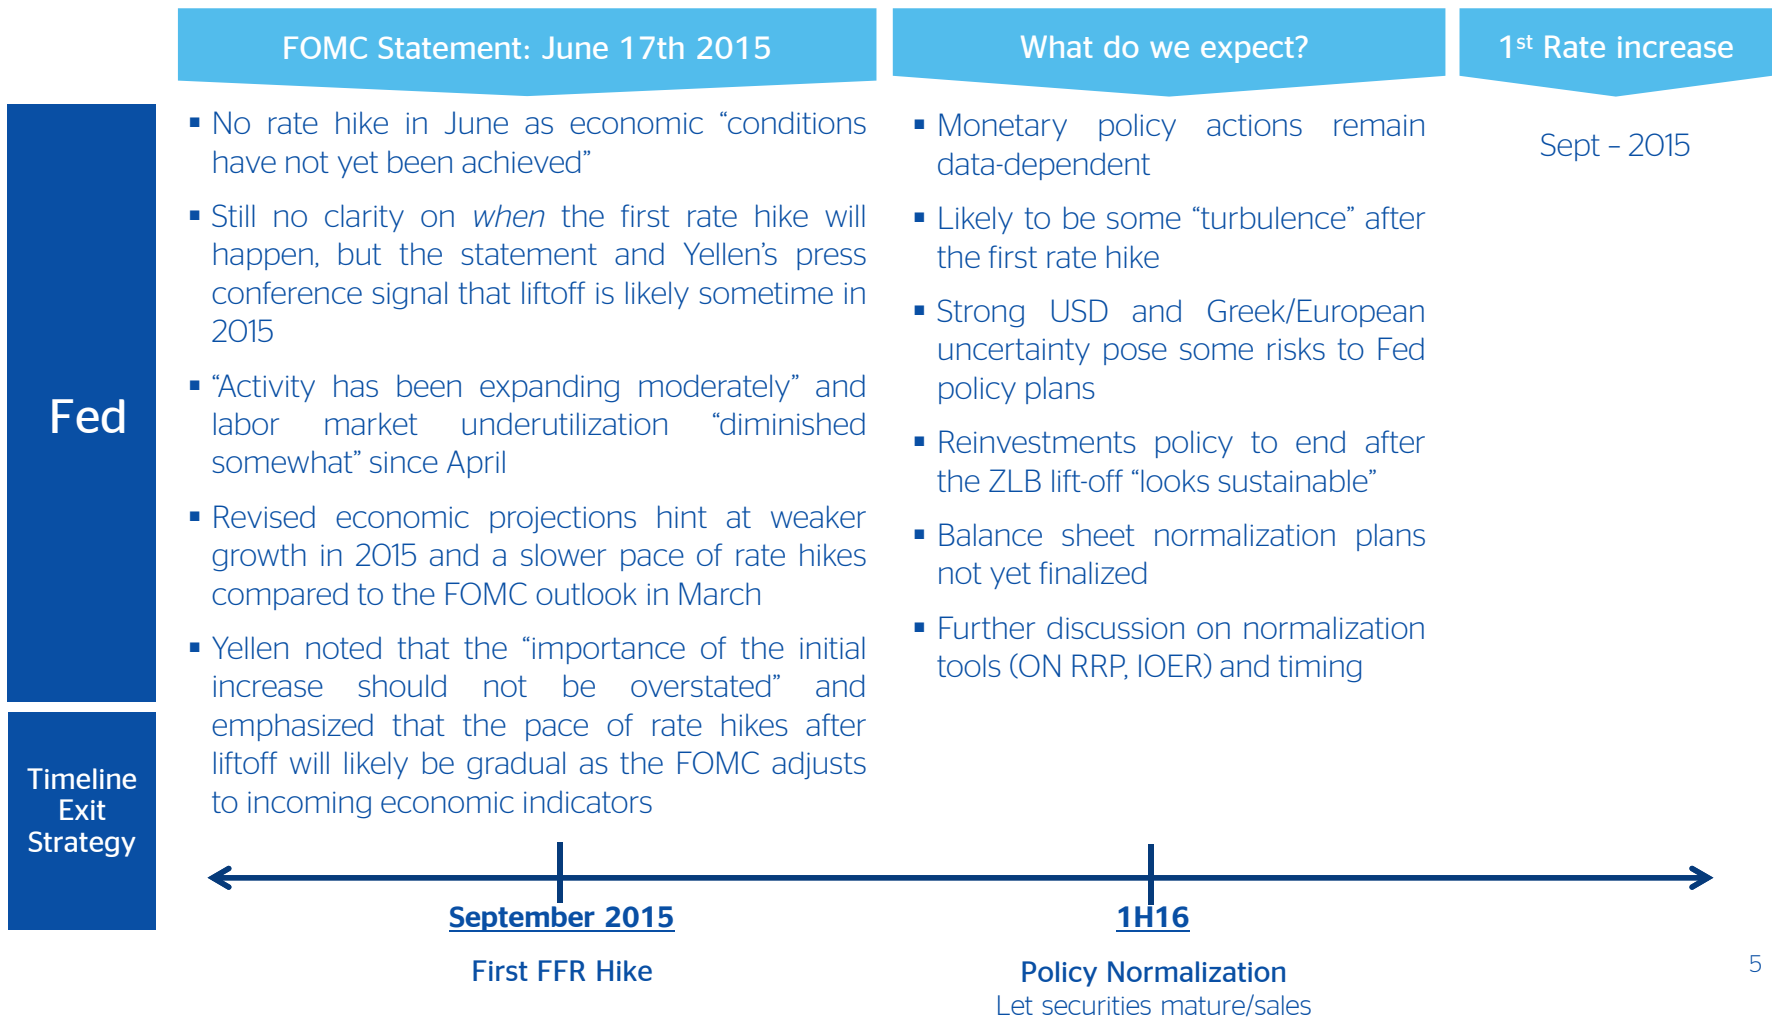 FOMC Statement: June 17th 2015
What do we expect?
1st Rate increase
Fed
▪ No rate hike in June as economic “conditions
have not yet been achieved”
▪ Still no clarity on when the first rate hike will
happen, but the statement and Yellen’s press
conference signal that liftoff is likely sometime in
2015
▪ “Activity has been expanding moderately” and
labor market underutilization “diminished
somewhat” since April
▪ Revised economic projections hint at weaker
growth in 2015 and a slower pace of rate hikes
compared to the FOMC outlook in March
▪ Yellen noted that the “importance of the initial
increase should not be overstated” and
emphasized that the pace of rate hikes after
liftoff will likely be gradual as the FOMC adjusts
to incoming economic indicators
▪ Monetary policy actions remain
data-dependent
▪ Likely to be some “turbulence” after
the first rate hike
▪ Strong USD and Greek/European
uncertainty pose some risks to Fed
policy plans
▪ Reinvestments policy to end after
the ZLB lift-off “looks sustainable”
▪ Balance sheet normalization plans
not yet finalized
▪ Further discussion on normalization
tools (ON RRP, IOER) and timing
Sept – 2015
Timeline
Exit
Strategy
September 2015
First FFR Hike
1H16
Policy Normalization
Let securities mature/sales
5